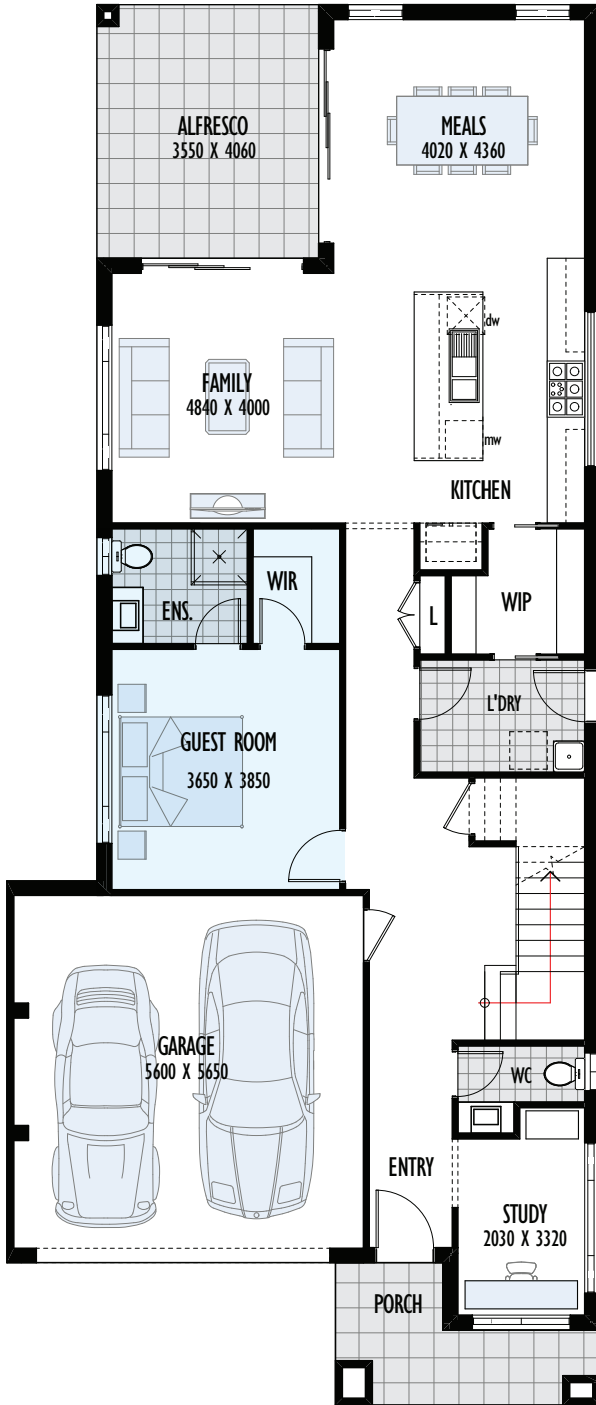 ALFRESCO
3550 X 4060
MEALS
4020 X 4360
dw
FAMILY
4840 X 4000
mw
KITCHEN
ENS.
WIR
L
WIP
L'DRY
GUEST ROOM
3650 X 3850
GARAGE
5600 X 5650
WC
ENTRY
STUDY
2030 X 3320
PORCH